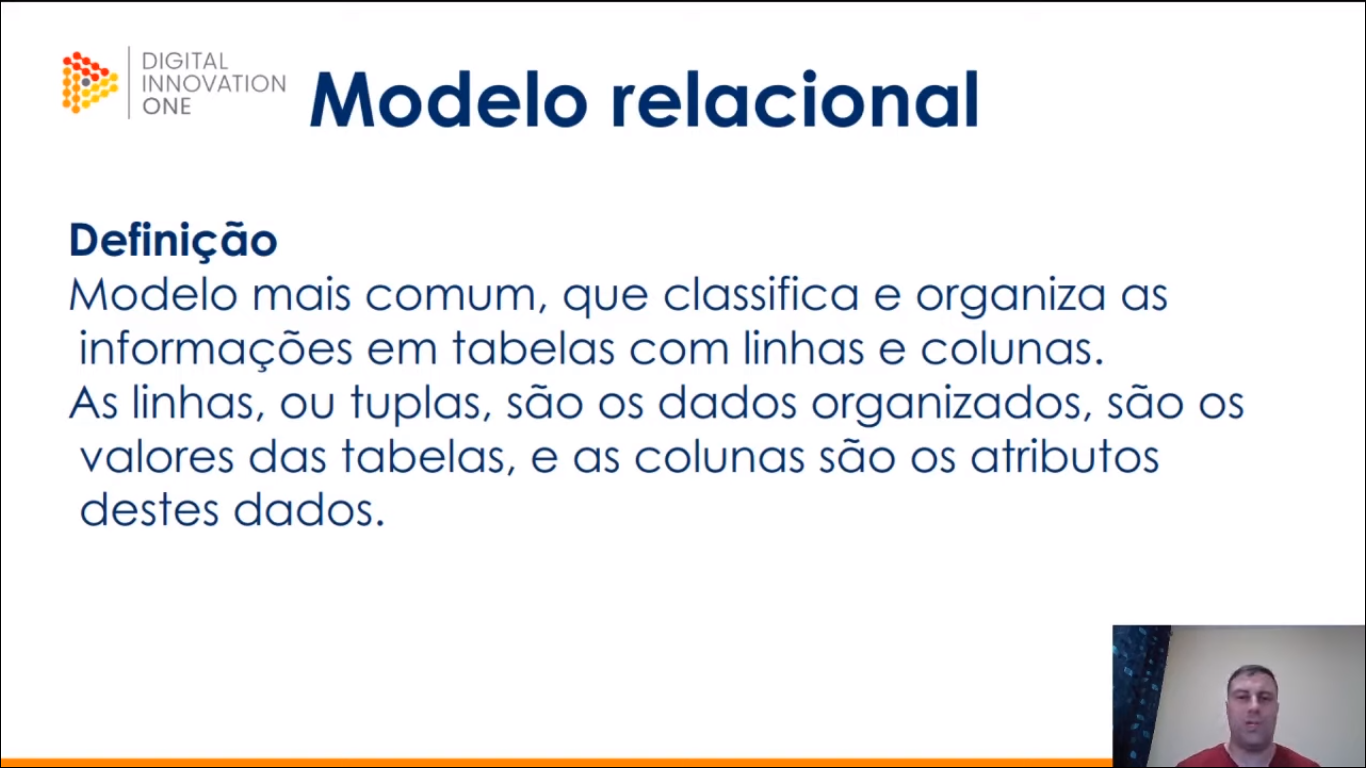 DIGITAL
INNOVATION
ONE
Modelo relacional
Definição
Modelo mais comum, que classifica e organiza as
informações em tabelas com linhas e colunas.
As linhas, ou tuplas, são os dados organizados, são os
valores das tabelas, e as colunas são os atributos
destes dados.